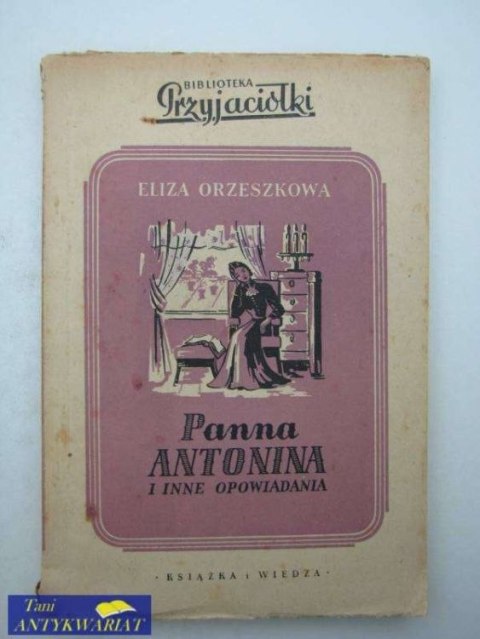 BIBLIOTEKA
Przyjaciółki
ELIZA ORZESZKOWA
Panna
ANTONINA
I INNE OPOWIADANIA
· KSIĄŻKA i WIEDZA ·
Tani
ANTYKWARIAT